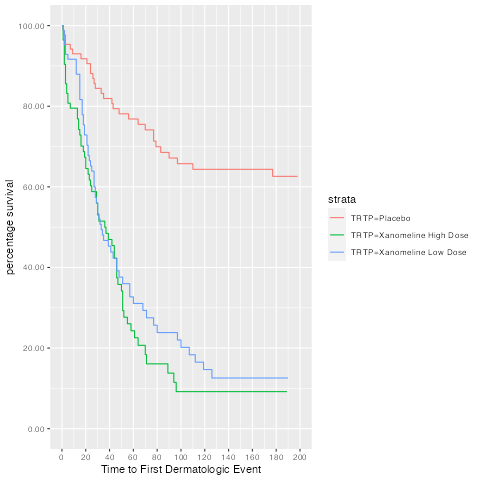 100.00
80.00
60.00
40.00
20.00
0.00
percentage survival
0 20 40 60 80 100 120 140 160 180 200
Time to First Dermatologic Event
strata
TRTP=Placebo
TRTP=Xanomeline High Dose
TRTP=Xanomeline Low Dose